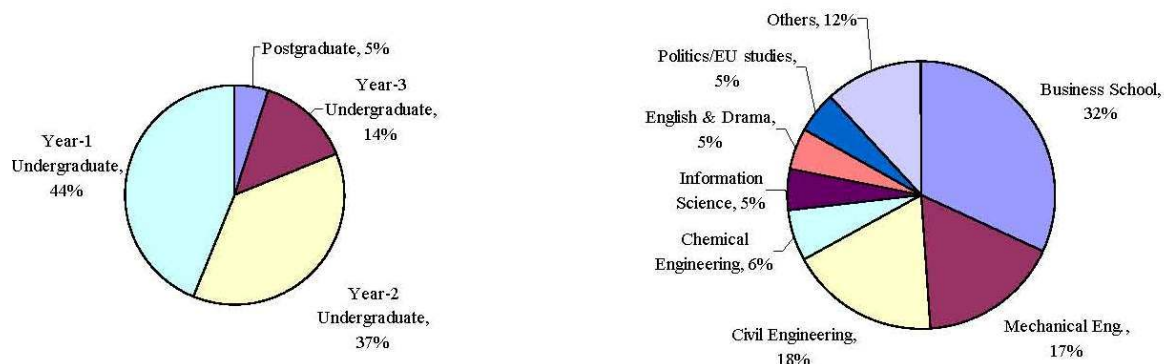 Postgraduate, 5%
Year-3
Undergraduate,
14%
Year-1
Undergraduate,
44%
Year-2
Undergraduate,
37%
Others, 12%
Politics/EU studies,
5%
English & Drama,
5%
Information
Science, 5%
Chemical
Engineering, 6%
Civil Engineering,
18%
Business School,
32%
Mechanical Eng.,
17%